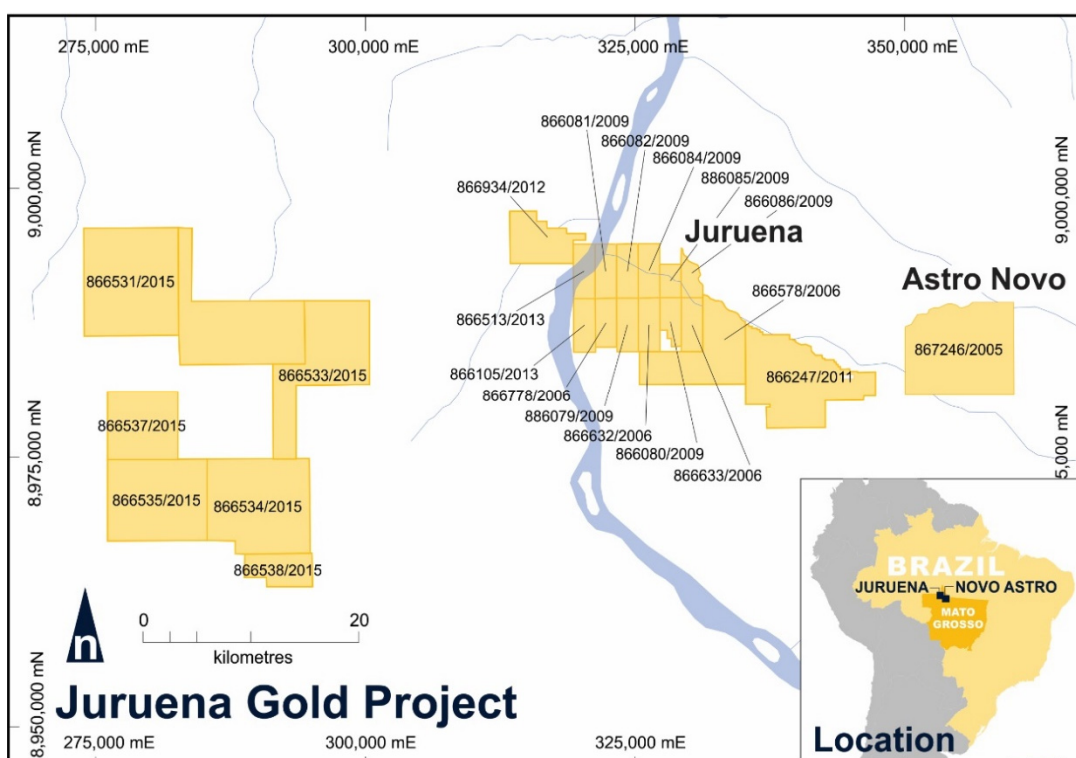 275,000 mE
300,000 mE
325,000 mE
350,000 mE
9,000,000 mN
9,000,000 mN
866081/2009
866082/2009
866084/2009
886085/2009
866086/2009
866934/2012
Juruena
Astro Novo
866531/2015
866578/2006
866513/2013
867246/2005
866533/2015
866105/2013
866247/2011
866778/2006
886079/2009
866632/2006
866080/2009
866633/2006
866537/2015
8,975,000 mN
5,000 mN
866535/2015
866534/2015
866538/2015
BRAZIL
JURUENA
NOVO ASTRO
MATO
GROSSO
n
0
20
kilometres
Juruena Gold Project
Location
8,950,000 mN
275,000 mE
300,000 mE
325,000 mE